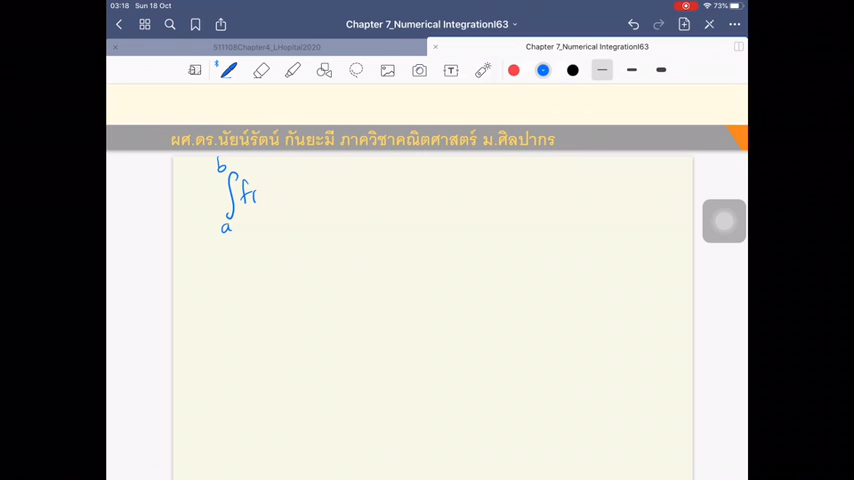 03:18 Sun 18 Oct
73%
Chapter 7_Numerical IntegrationI63
511108Chapter4_LHopital2020
Chapter 7_Numerical IntegrationI63
ผศ.ดร.นัยน์รัตน์ กันยะมี ภาควิชาคณิตศาสตร์ ม.ศิลปากร
b
∫f(
a